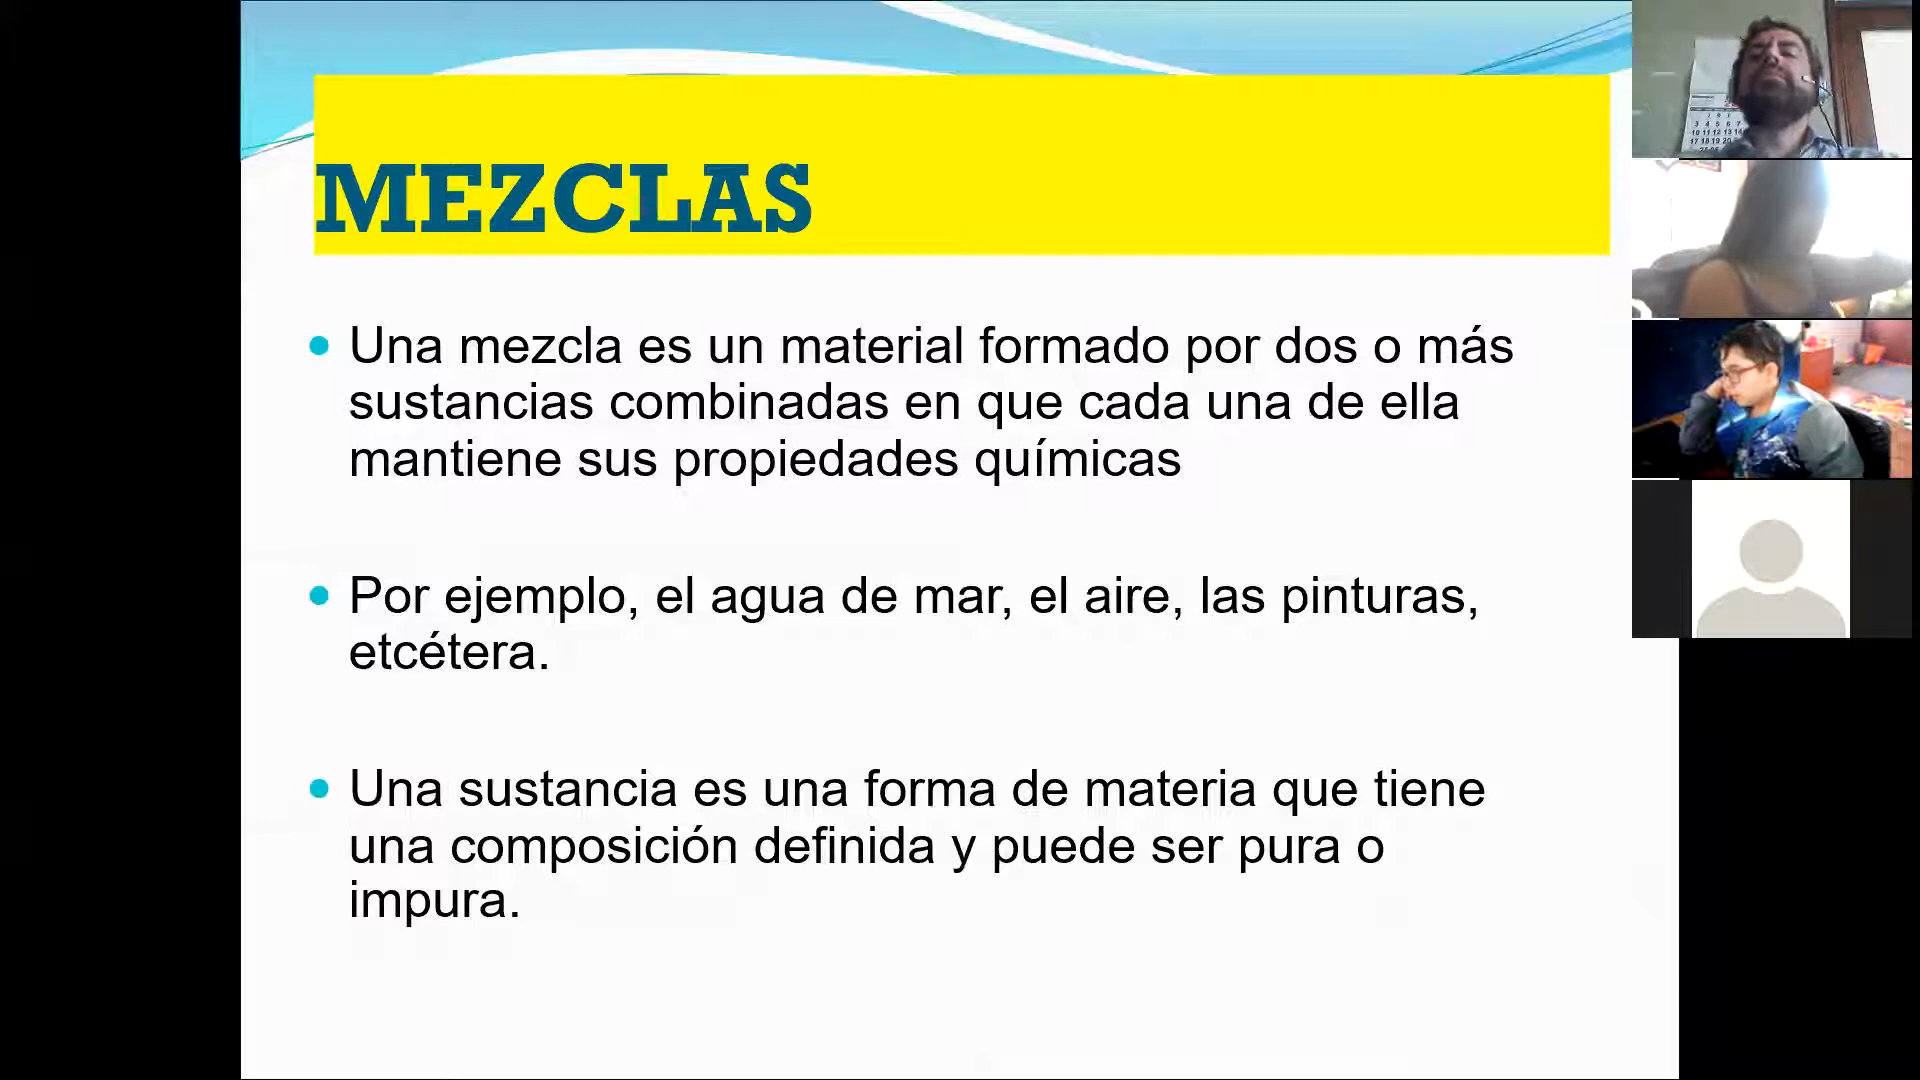 MEZCLAS
Una mezcla es un material formado por dos o más
sustancias combinadas en que cada una de ella
mantiene sus propiedades químicas
Por ejemplo, el agua de mar, el aire, las pinturas,
etcétera.
Una sustancia es una forma de materia que tiene
una composición definida y puede ser pura o
impura.